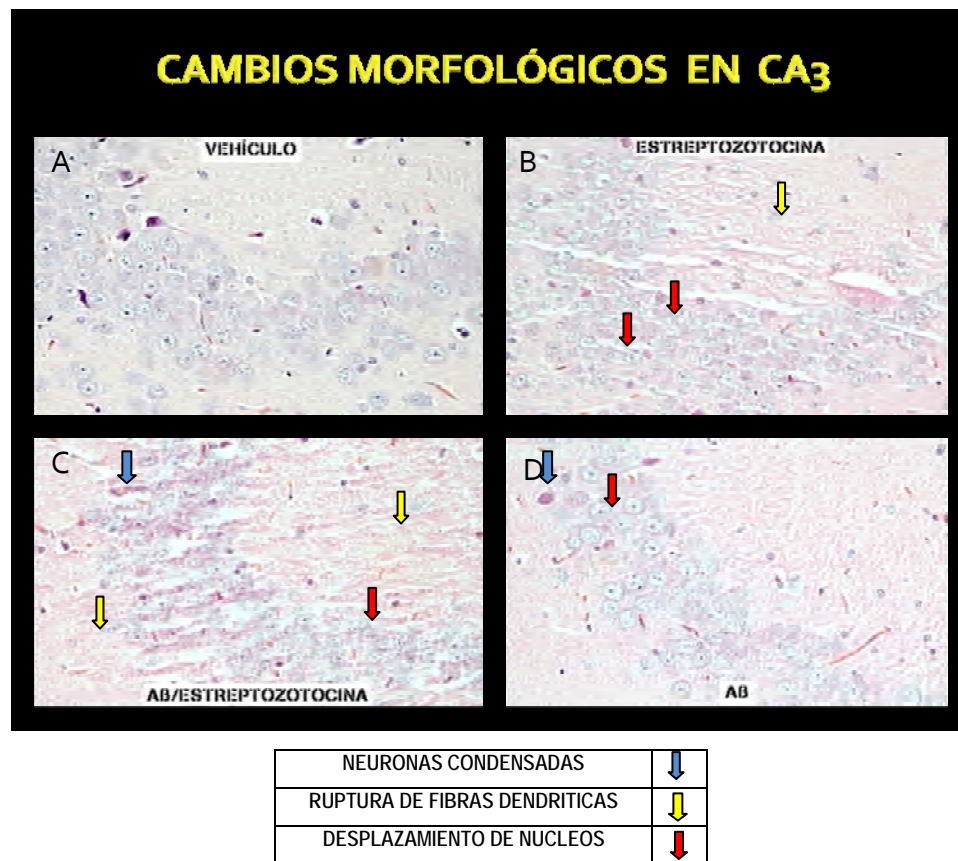 CAMBIOS MORFOLÓGICOS EN CA3
A
VEHÍCULO
B
ESTREPTOZOTOCINA
C
AB/ESTREPTOZOTOCINA
D
AB
NEURONAS CONDENSADAS
RUPTURA DE FIBRAS DENDRITICAS
DESPLAZAMIENTO DE NUCLEOS